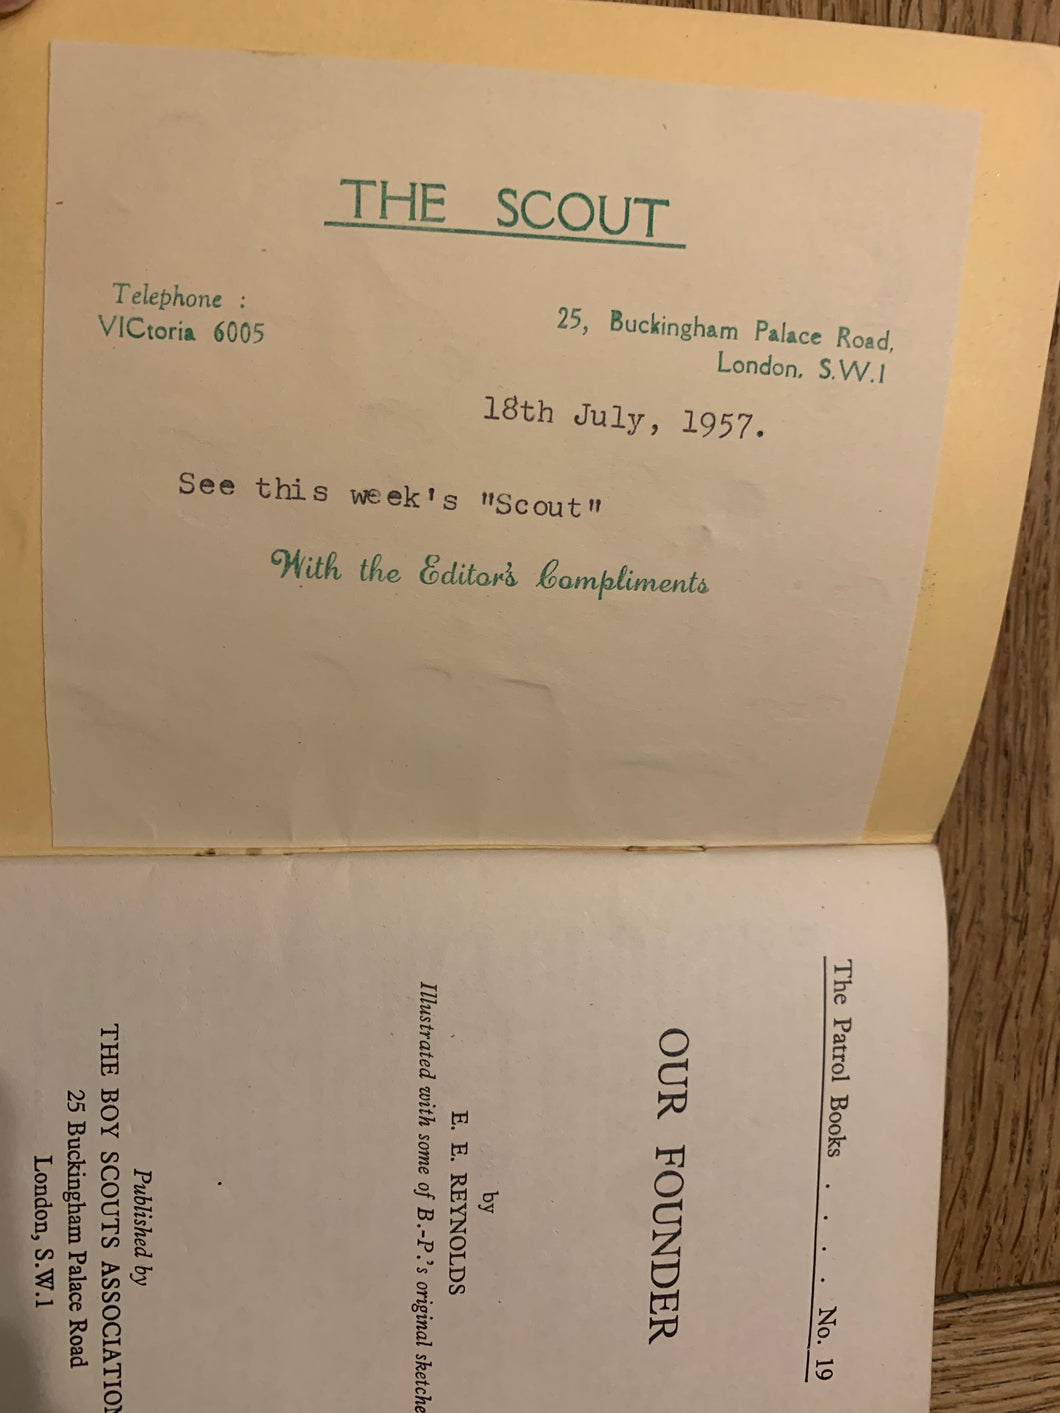 THE SCOUT
Telephone :
VICtoria 6005
25, Buckingham Palace Road,
London, S.W.1
18th July, 1957.
See this week's "Scout"
With the Editor's Compliments
The Patrol Books . . . . No. 19
OUR FOUNDER
by
E. E. REYNOLDS
Illustrated with some of B.-P.'s original
Published by
THE BOY SCOUTS ASSOCIATION
25 Buckingham Palace Road
London, S.W.1